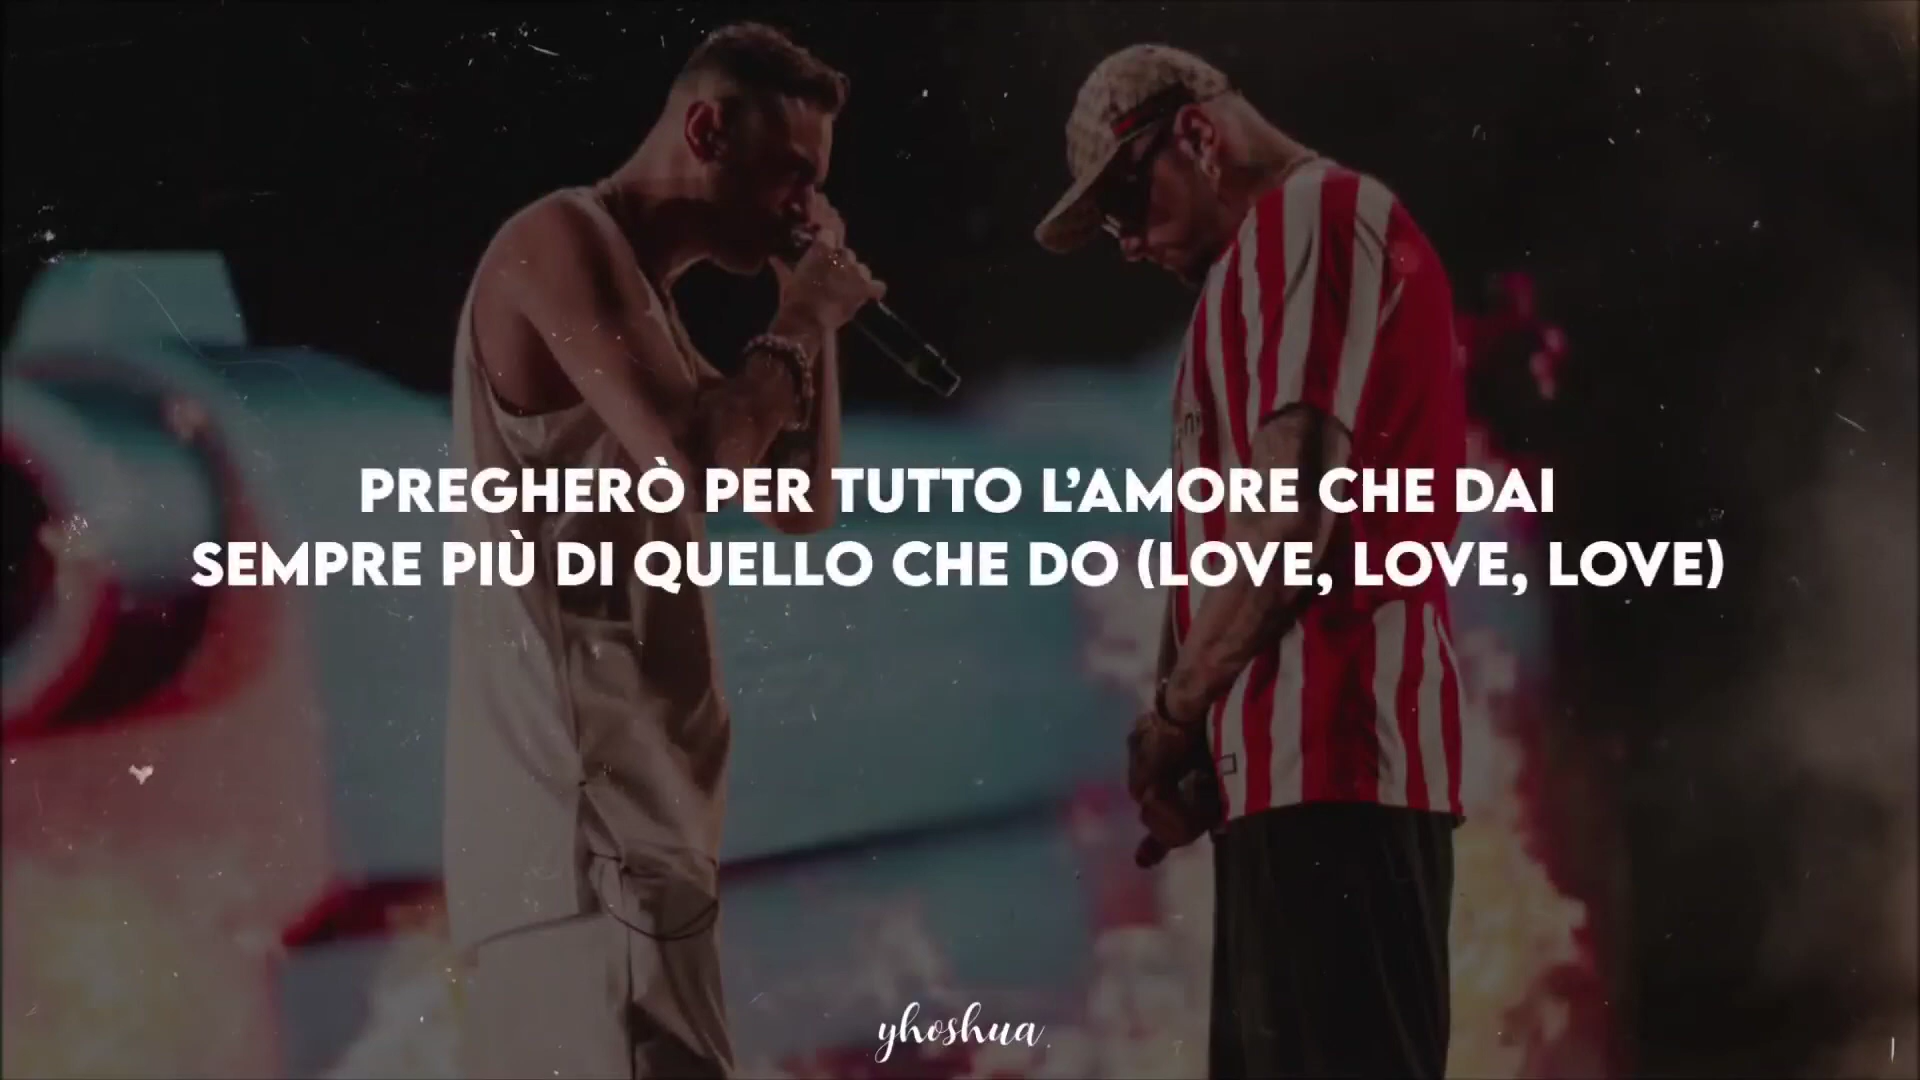 PREGHERÒ PER TUTTO L’AMORE CHE DAI
SEMPRE PIÙ DI QUELLO CHE DO (LOVE, LOVE, LOVE)
yhoshua